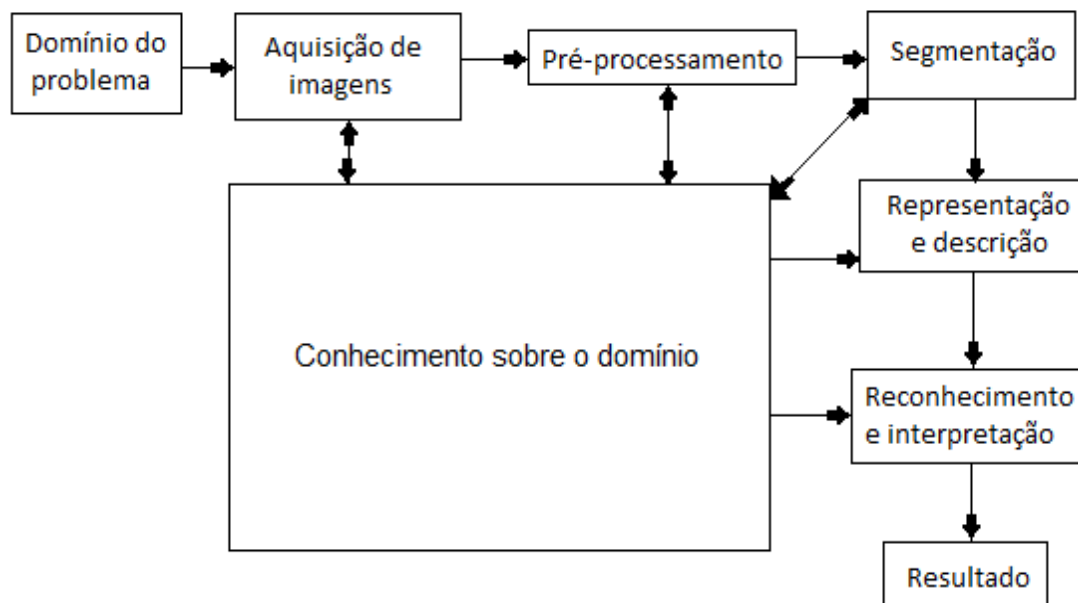 Domínio do
problema
Aquisição de
imagens
Pré-processamento
Segmentação
Representação
e descrição
Conhecimento sobre o domínio
Reconhecimento
e interpretação
Resultado